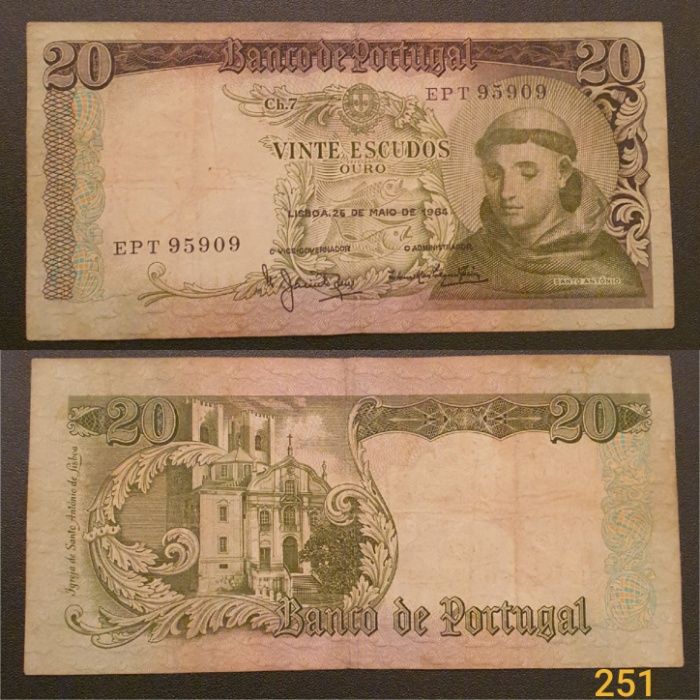 20 Banco de Portugal 20
Ch.7 EPT 95909
VINTE ESCUDOS
OURO
LISBOA, 26 DE MAIO DE 1964
EPT 95909
O VICE-GOVERNADOR O ADMINISTRADOR
SANTO ANTÓNIO
20 20
Igreja de Santo António de Lisboa
Banco de Portugal
251